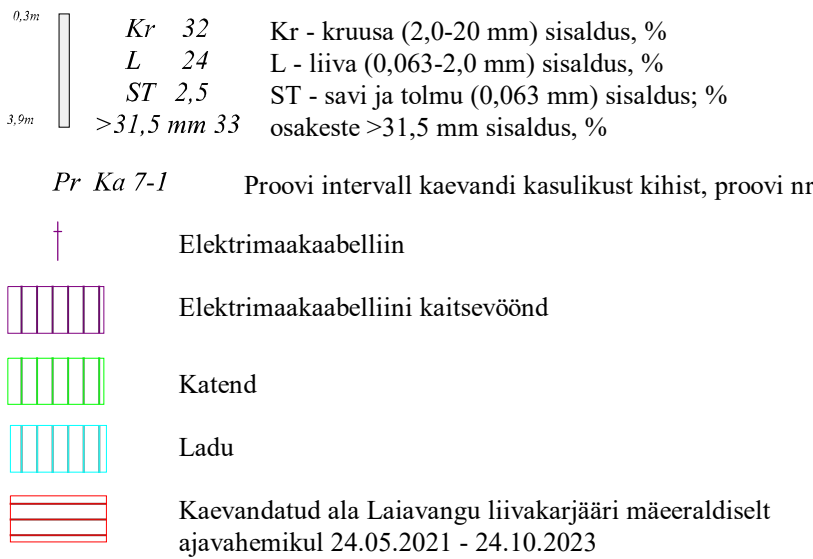 0,3m
Kr 32 Kr - kruusa (2,0-20 mm) sisaldus, %
L 24 L - liiva (0,063-2,0 mm) sisaldus, %
ST 2,5 ST - savi ja tolmu (0,063 mm) sisaldus; %
3,9m >31,5 mm 33 osakeste >31,5 mm sisaldus, %
Pr Ka 7-1 Proovi intervall kaevandi kasulikust kihist, proovi nr
Elektrimaakaabelliin
Elektrimaakaabelliini kaitsevöönd
Katend
Ladu
Kaevandatud ala Laiavangu liivakarjääri mäeeraldiselt
ajavahemikul 24.05.2021 - 24.10.2023